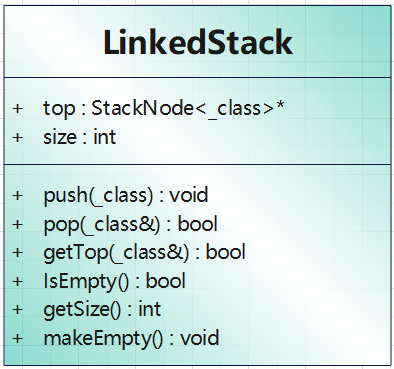 LinkedStack
+ top : StackNode<_class>*
+ size : int
+ push(_class) : void
+ pop(_class&) : bool
+ getTop(_class&) : bool
+ IsEmpty() : bool
+ getSize() : int
+ makeEmpty() : void